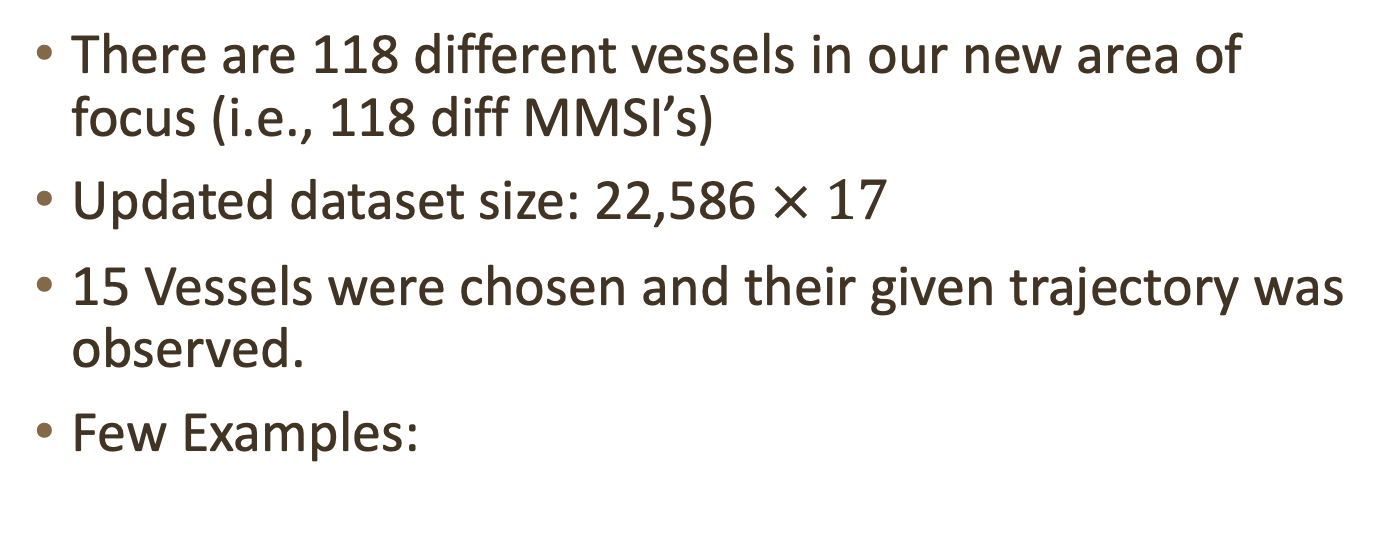 • There are 118 different vessels in our new area of
focus (i.e., 118 diff MMSI’s)
• Updated dataset size: 22,586 × 17
• 15 Vessels were chosen and their given trajectory was
observed.
• Few Examples: